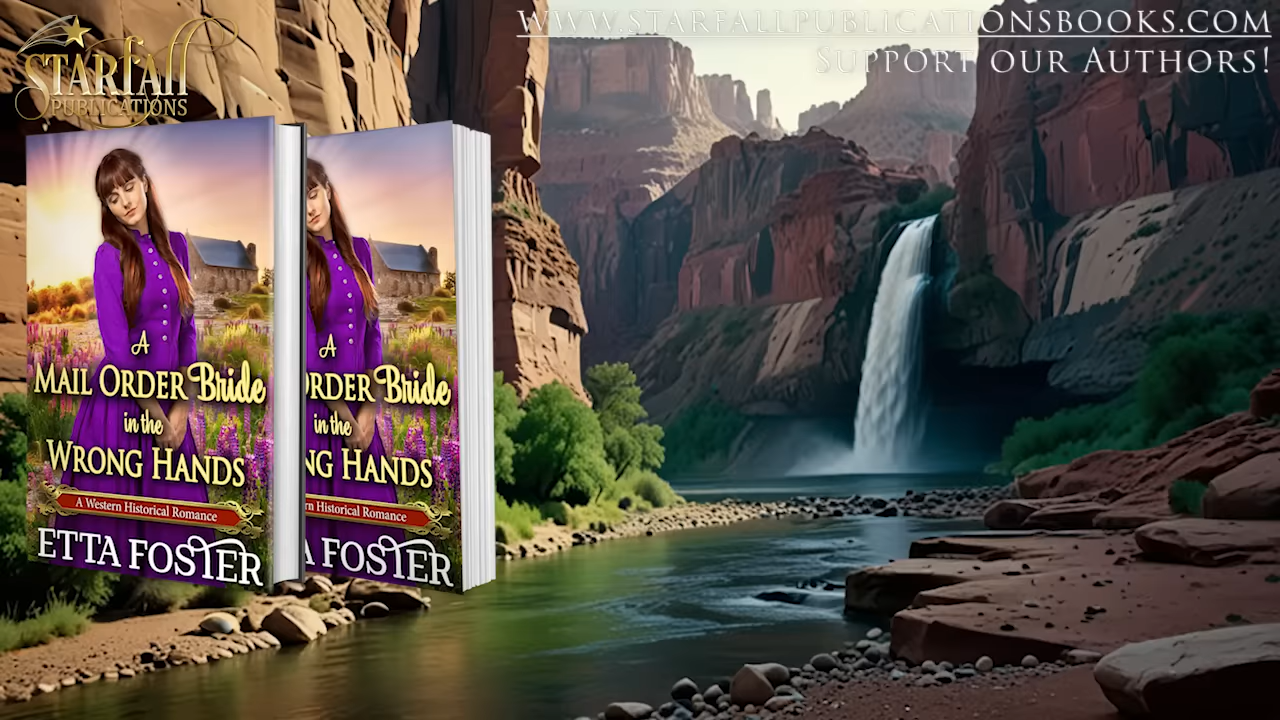 STARfall
PUBLICATIONS
WWW.STARFALLPUBLICATIONSBOOKS.COM
SUPPORT OUR AUTHORS!
A
MAIL ORDER Bride
in the
WRONG HANDS
A Western Historical Romance
ETTA FOSTER
A
ORDER Bride
in the
NG HANDS
rn Historical Romance
A FOSTER